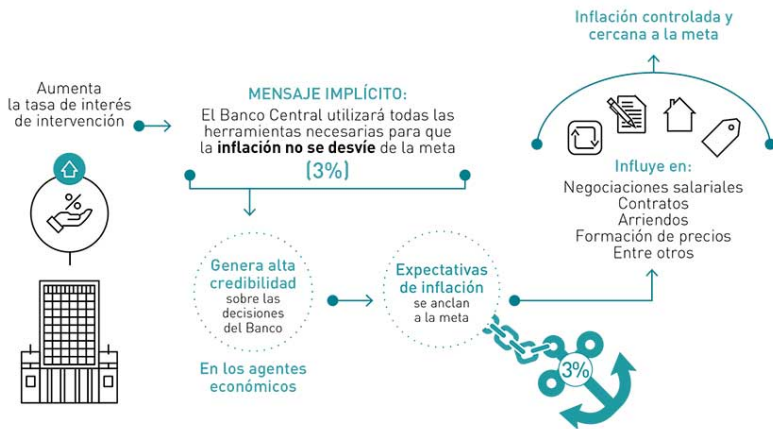 Aumenta
la tasa de interés
de intervención
%
MENSAJE IMPLÍCITO:
El Banco Central utilizará todas las
herramientas necesarias para que
la inflación no se desvíe de la meta
(3%)
Genera alta
credibilidad
sobre las
decisiones
del Banco
En los agentes
económicos
Expectativas
de inflación
se anclan
a la meta
3%
Influye en:
Negociaciones salariales
Contratos
Arriendos
Formación de precios
Entre otros
Inflación controlada y
cercana a la meta